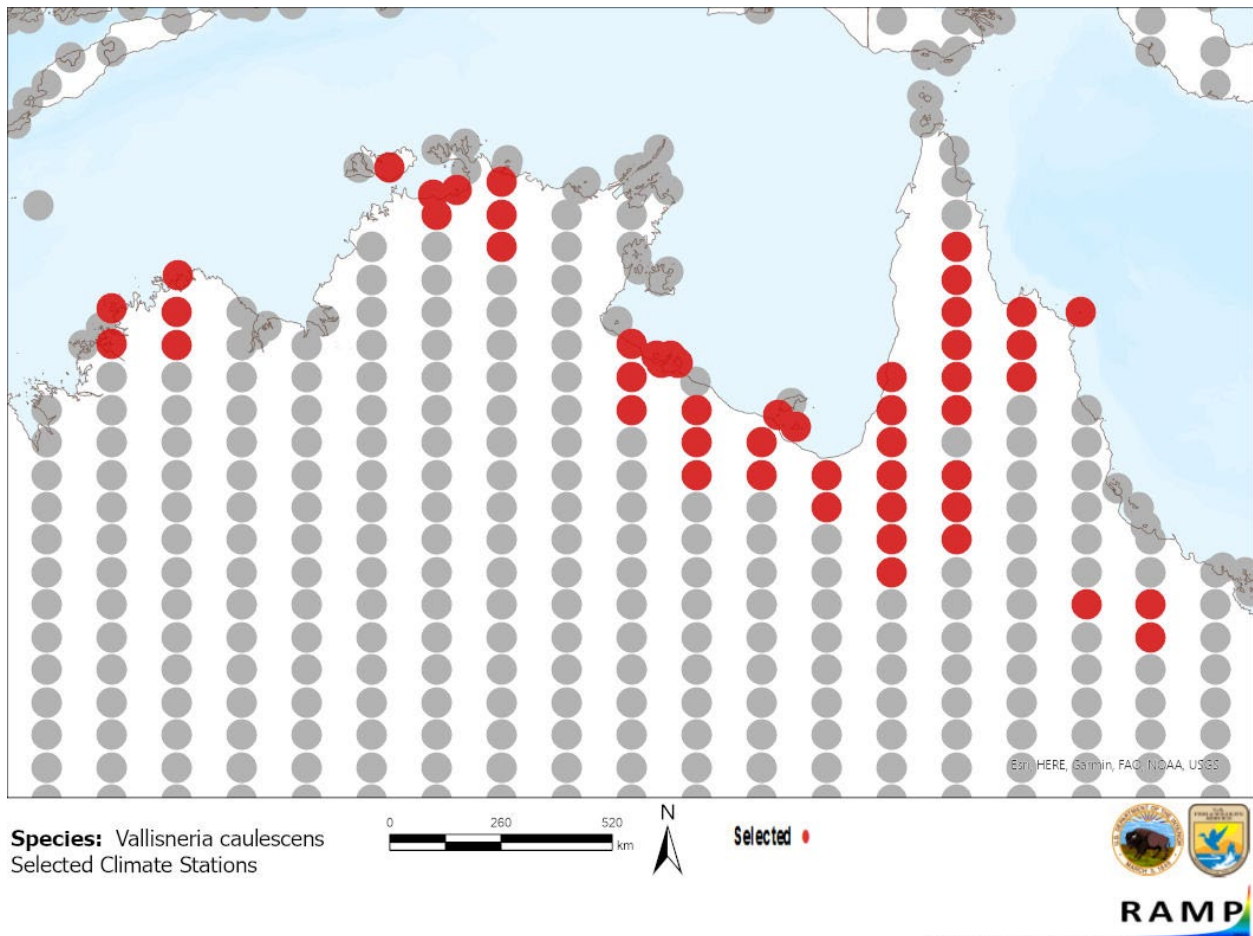 Esri, HERE, Garmin, FAO, NOAA, USGS
Species: Vallisneria caulescens
Selected Climate Stations
0 260 520
km
N
Selected
RAMP